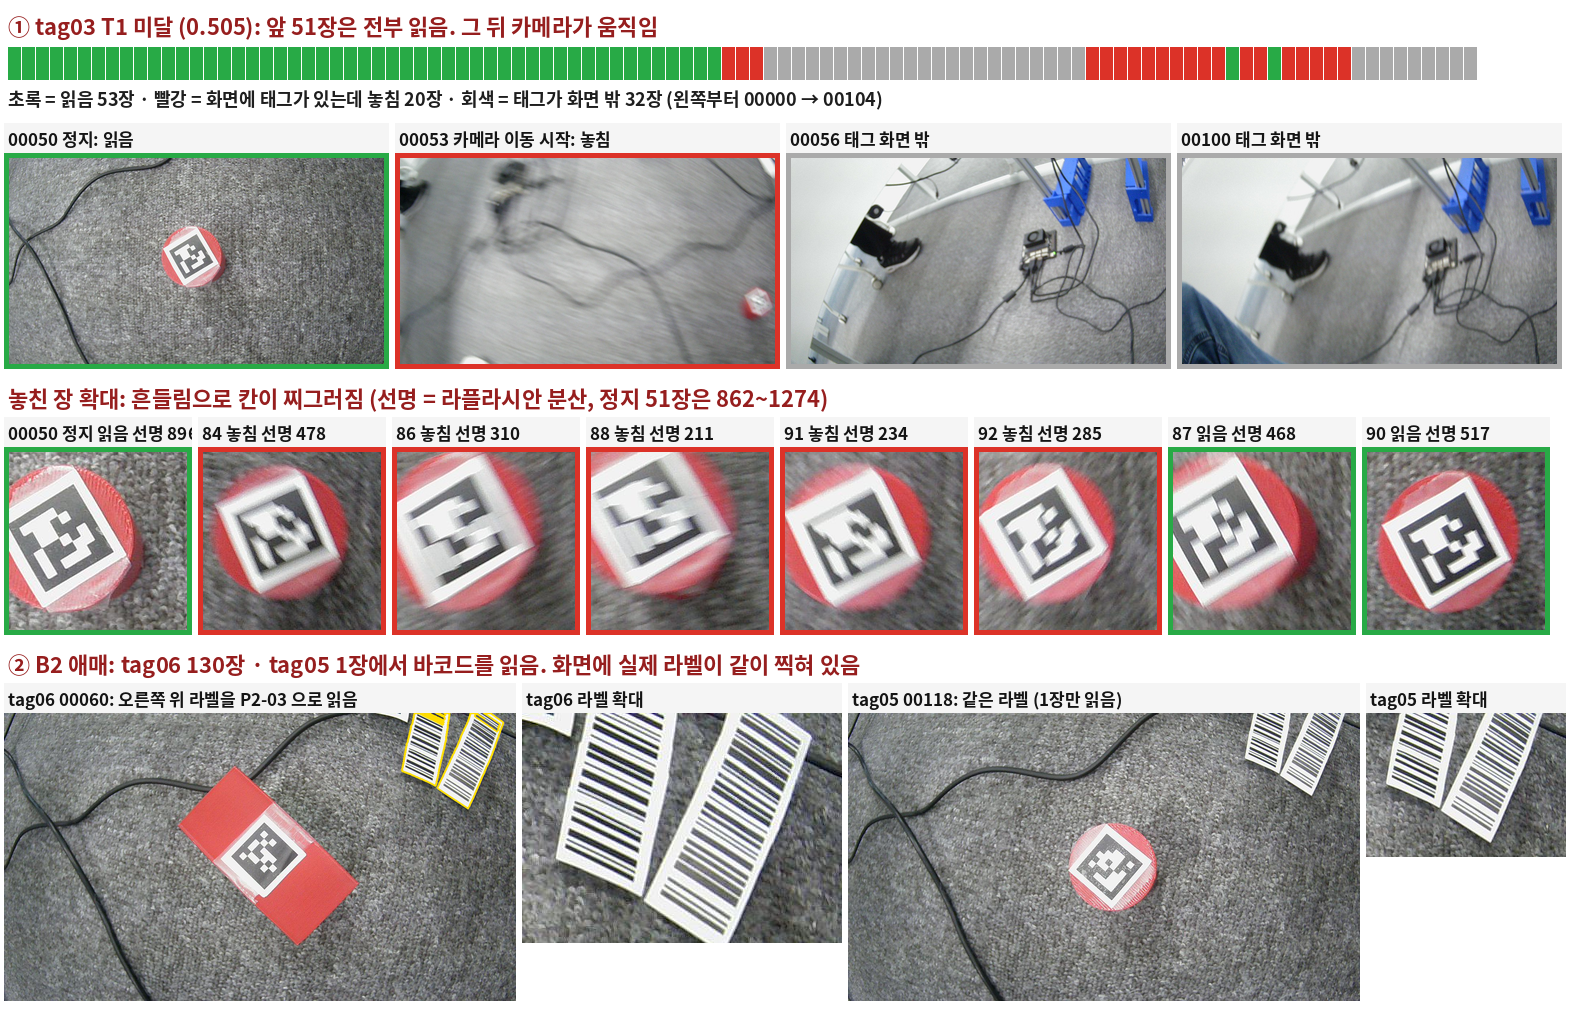 ① tag03 T1 미달 (0.505): 앞 51장은 전부 읽음. 그 뒤 카메라가 움직임
초록 = 읽음 53장 · 빨강 = 화면에 태그가 있는데 놓침 20장 · 회색 = 태그가 화면 밖 32장 (왼쪽부터 00000 → 00104)
00050 정지: 읽음
00053 카메라 이동 시작: 놓침
00056 태그 화면 밖
00100 태그 화면 밖
놓친 장 확대: 흔들림으로 칸이 찌그러짐 (선명 = 라플라시안 분산, 정지 51장은 862~1274)
00050 정지 읽음 선명 896
84 놓침 선명 478
86 놓침 선명 310
88 놓침 선명 211
91 놓침 선명 234
92 놓침 선명 285
87 읽음 선명 468
90 읽음 선명 517
② B2 애매: tag06 130장 · tag05 1장에서 바코드를 읽음. 화면에 실제 라벨이 같이 찍혀 있음
tag06 00060: 오른쪽 위 라벨을 P2-03 으로 읽음
tag06 라벨 확대
tag05 00118: 같은 라벨 (1장만 읽음)
tag05 라벨 확대